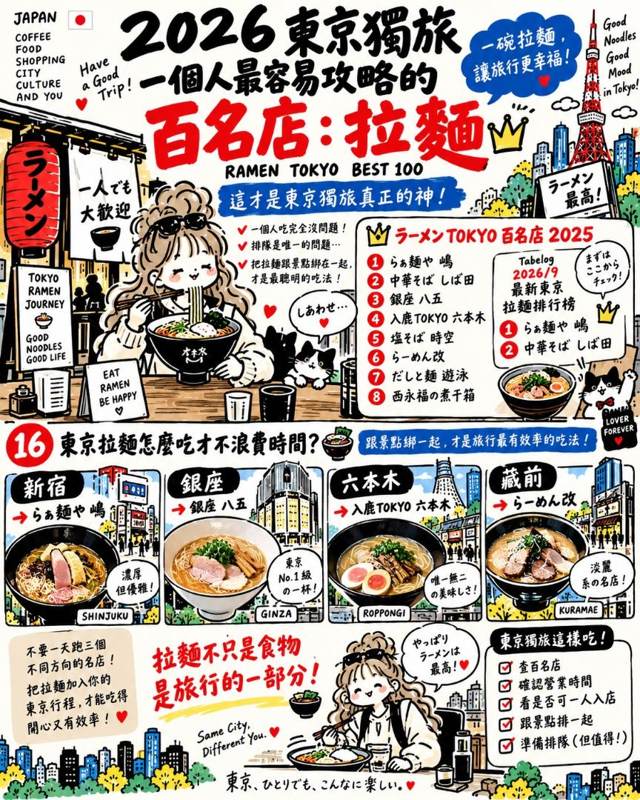 JAPAN
COFFEE
FOOD
SHOPPING
CITY
CULTURE
AND YOU
Have
a Good
Trip!
2026東京獨旅
一個人最容易攻略的
百名店：拉麵
RAMEN TOKYO BEST 100
這才是東京獨旅真正的神！
一碗拉麵，
讓旅行更幸福！
Good
Noodles
Good
Mood
in Tokyo!
ラーメン
一人でも
大歓迎
ラーメン
最高！
TOKYO
RAMEN
JOURNEY
GOOD
NOODLES
GOOD LIFE
EAT
RAMEN
BE HAPPY
一個人吃完全沒問題！
排隊是唯一的問題…
把拉麵跟景點綁在一起，
才是最聰明的吃法！
しあわせ…
ラーメン TOKYO 百名店 2025
1 らぁ麺や 嶋
2 中華そば しば田
3 銀座 八五
4 入鹿TOKYO 六本木
5 塩そば 時空
6 らーめん改
7 だしと麺 遊泳
8 西永福の煮干箱
Tabelog
2026/9
最新東京
拉麵排行榜
1 らぁ麺や 嶋
2 中華そば しば田
まずは
ここから
チェック！
LOVER
FOREVER
16 東京拉麵怎麼吃才不浪費時間？
跟景點綁一起，才是旅行最有效率的吃法！
新宿
→らぁ麺や 嶋
濃厚
但優雅！
SHINJUKU
銀座
→銀座 八五
東京
No.1級
の一杯！
GINZA
六本木
→入鹿TOKYO 六本木
唯一無二
的美味しさ！
ROPPONGI
藏前
→らーめん改
淡麗
系的名店！
KURAMAE
不要一天跑三個
不同方向的名店！
把拉麵加入你的
東京行程，才能吃得
開心又有效率！
拉麵不只是食物
是旅行的一部分！
Same City,
Different You.
やっぱり
ラーメンは
最高！
東京、ひとりでも、こんなに楽しい。
東京獨旅這樣吃！
查百名店
確認營業時間
看是否可一人入店
跟景點排一起
準備排隊（但值得！）